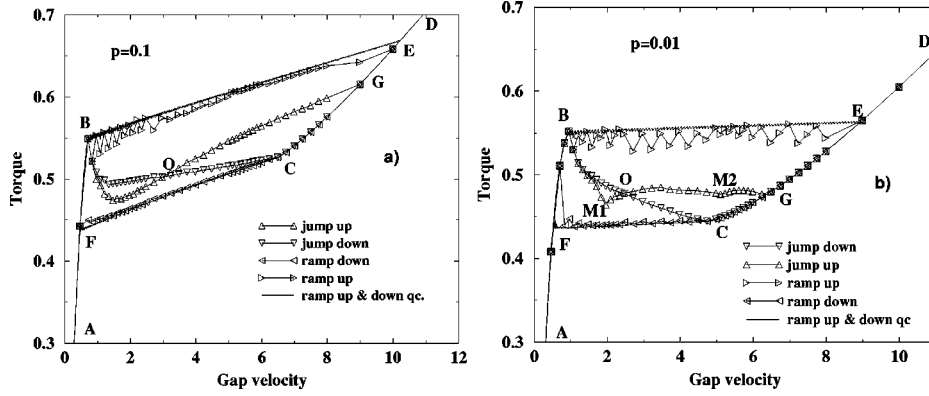 0.7
0.6
0.5
0.4
0.3
Torque
0 2 4 6 8 10 12
Gap velocity
p=0.1
a)
A
B
C
D
E
F
G
O
jump up
jump down
ramp down
ramp up
ramp up & down qc.
0.7
0.6
0.5
0.4
0.3
Torque
0 2 4 6 8 10
Gap velocity
p=0.01
b)
A
B
C
D
E
F
G
O
M1
M2
jump down
jump up
ramp up
ramp down
ramp up & down qc